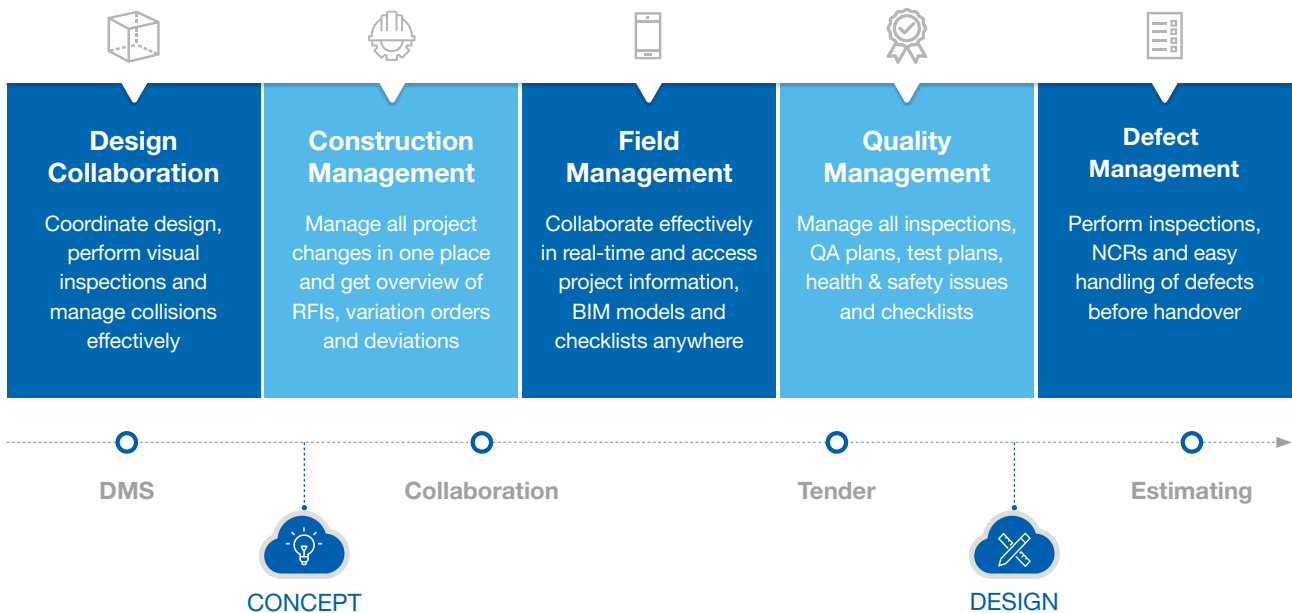 Design
Collaboration
Coordinate design,
perform visual
inspections and
manage collisions
effectively
Construction
Management
Manage all project
changes in one place
and get overview of
RFIs, variation orders
and deviations
Field
Management
Collaborate effectively
in real-time and access
project information,
BIM models and
checklists anywhere
Quality
Management
Manage all inspections,
QA plans, test plans,
health & safety issues
and checklists
Defect
Management
Perform inspections,
NCRs and easy
handling of defects
before handover
DMS
Collaboration
Tender
Estimating
CONCEPT
DESIGN